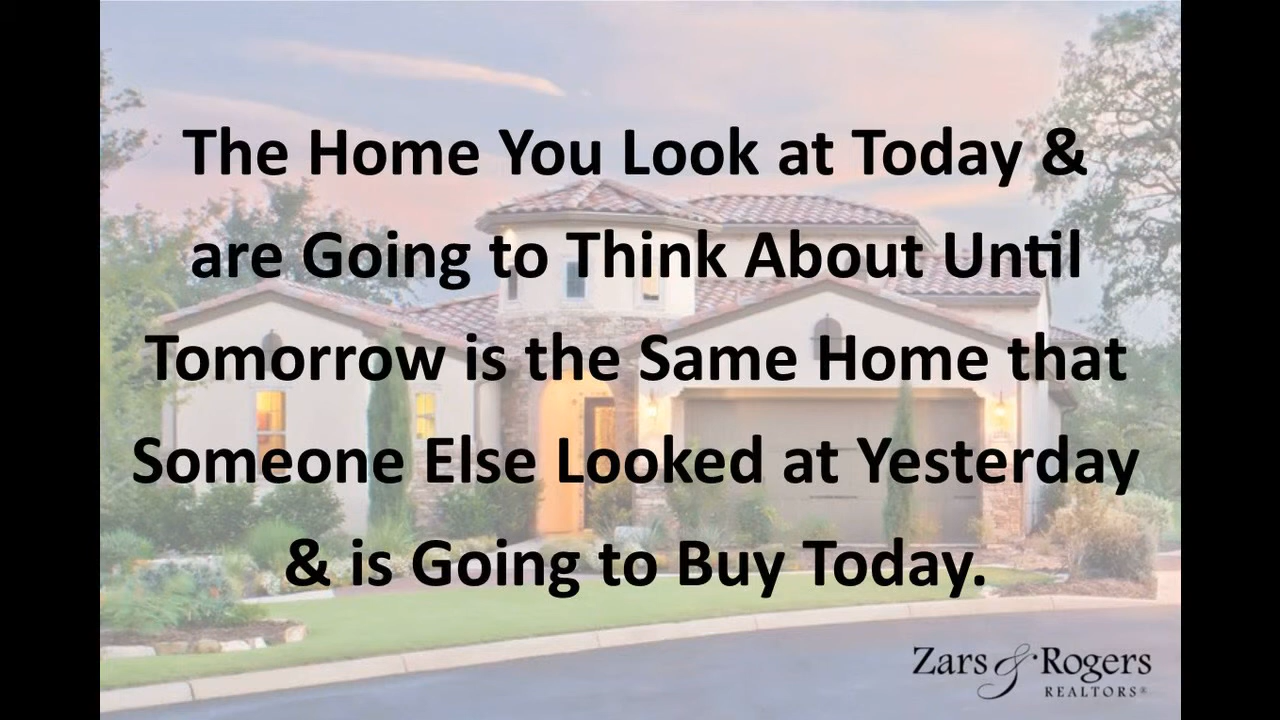 The Home You Look at Today &
are Going to Think About Until
Tomorrow is the Same Home that
Someone Else Looked at Yesterday
& is Going to Buy Today.
Zars & Rogers
REALTORS®